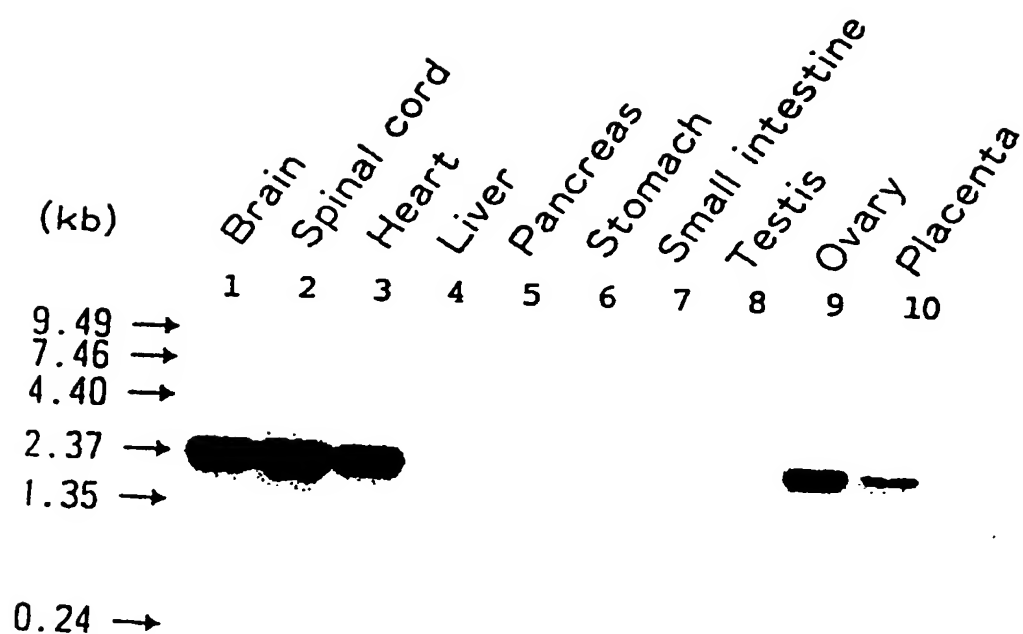 (kb)
Brain
Spinal cord
Heart
Liver
Pancreas
Stomach
Small intestine
Testis
Ovary
Placenta
1 2 3 4 5 6 7 8 9 10
9.49 →
7.46 →
4.40 →
2.37 →
1.35 →
0.24 →